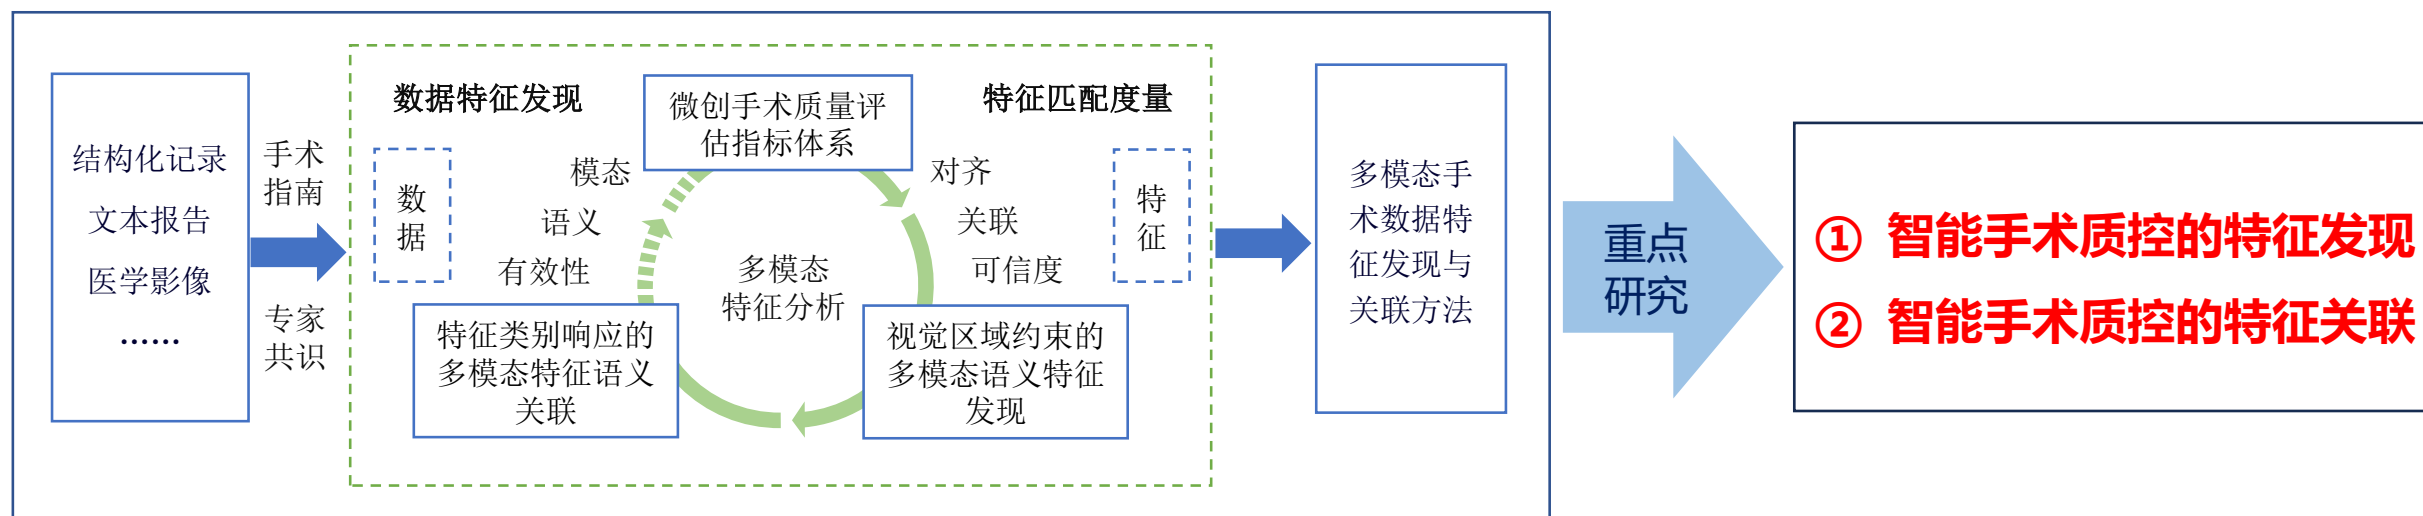 结构化记录
文本报告
医学影像
……
手术
指南
专家
共识
数据特征发现
特征匹配度量
数
据
模态
语义
有效性
微创手术质量评
估指标体系
多模态
特征分析
对齐
关联
可信度
特
征
特征类别响应的
多模态特征语义
关联
视觉区域约束的
多模态语义特征
发现
多模态手
术数据特
征发现与
关联方法
重点
研究
① 智能手术质控的特征发现
② 智能手术质控的特征关联